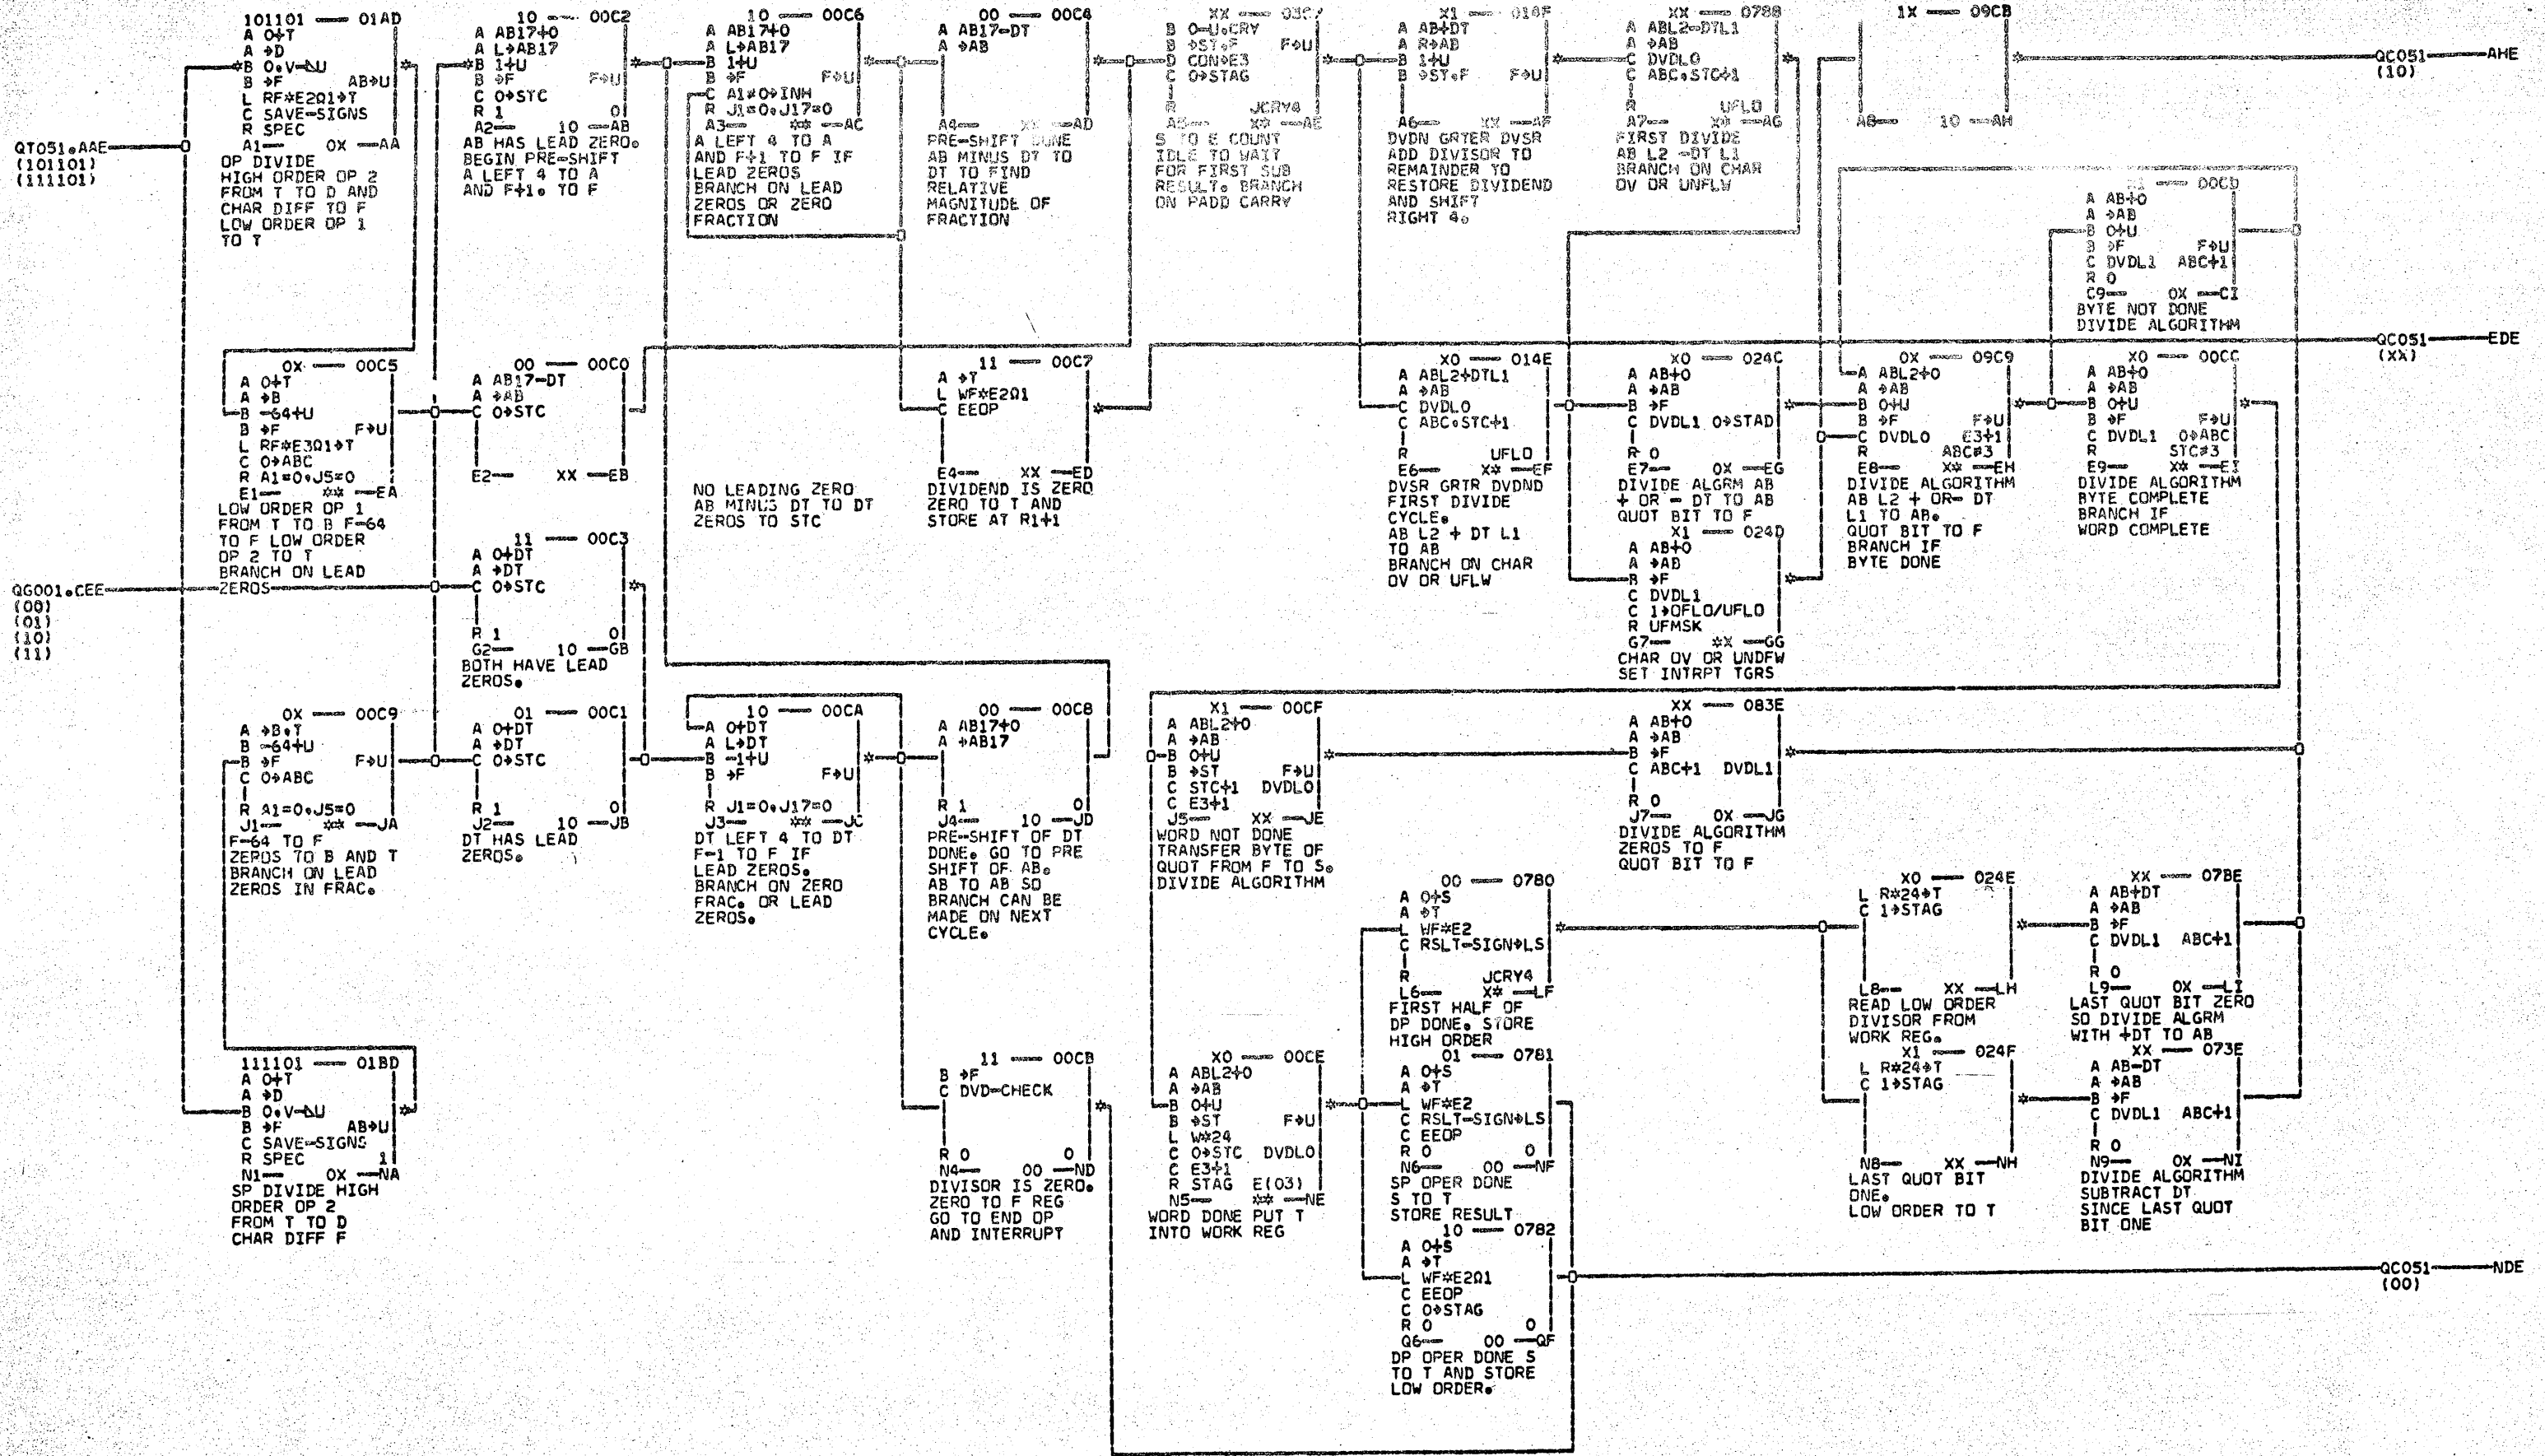 101101 — 01AD
A 0+T
A →D
B 0.V-ΔU
B →F AB→U
L RF*E2Ω1→T
C SAVE-SIGNS
R SPEC
A1— 0X —AA
OP DIVIDE
HIGH ORDER OP 2
FROM T TO D AND
CHAR DIFF TO F
LOW ORDER OP 1
TO T
10 — 00C2
A AB17+0
A L→AB17
B 1+U
B →F F→U
C 0→STC
R 1 0
A2— 10 —AB
AB HAS LEAD ZERO.
BEGIN PRE-SHIFT
A LEFT 4 TO A
AND F+1. TO F
10 — 00C6
A AB17+0
A L→AB17
B 1+U
B →F F→U
C A1≠0→INH
R J1=0.J17=0
A3— ** —AC
A LEFT 4 TO A
AND F+1 TO F IF
LEAD ZEROS
BRANCH ON LEAD
ZEROS OR ZERO
FRACTION
00 — 00C4
A AB17-DT
A →AB
A4— XX —AD
PRE-SHIFT DONE
AB MINUS DT TO
DT TO FIND
RELATIVE
MAGNITUDE OF
FRACTION
XX — 03C7
B 0-U.CRY
B →ST.F F→U
D CON→E3
C 0→STAG
R JCRY4
A5— X* —AE
S TO E COUNT
IDLE TO WAIT
FOR FIRST SUB
RESULT. BRANCH
ON PADD CARRY
X1 — 014F
A AB+DT
A R→AB
B 1+U
B →ST.F F→U
A6— XX —AF
DVDN GRTER DVSR
ADD DIVISOR TO
REMAINDER TO
RESTORE DIVIDEND
AND SHIFT
RIGHT 4.
XX — 0788
A ABL2-DTL1
A →AB
C DVDLO
C ABC.STC+1
R UFLO
A7— X* —AG
FIRST DIVIDE
AB L2 -DT L1
BRANCH ON CHAR
OV OR UNFLW
1X — 09CB
A8— 10 —AH
QC051 —AHE
(10)
QT051.AAE
(101101)
(111101)
X1 — 00CD
A AB+0
A →AB
B 0+U
B →F F→U
C DVDL1 ABC+1
R 0
C9— 0X —CI
BYTE NOT DONE
DIVIDE ALGORITHM
QC051 —EDE
(XX)
0X — 00C5
A 0+T
A →B
B -64+U
B →F F→U
L RF*E3Ω1→T
C 0→ABC
R A1=0.J5=0
E1— ** —EA
LOW ORDER OP 1
FROM T TO B F-64
TO F LOW ORDER
OP 2 TO T
BRANCH ON LEAD
ZEROS
00 — 00C0
A AB17-DT
A →AB
C 0→STC
E2— XX —EB
NO LEADING ZERO
AB MINUS DT TO DT
ZEROS TO STC
11 — 00C7
A →T
L WF*E2Ω1
C EEOP
E4— XX —ED
DIVIDEND IS ZERO
ZERO TO T AND
STORE AT R1+1
X0 — 014E
A ABL2+DTL1
A →AB
C DVDLO
C ABC.STC+1
R UFLO
E6— X* —EF
DVSR GRTR DVDND
FIRST DIVIDE
CYCLE.
AB L2 + DT L1
TO AB
BRANCH ON CHAR
OV OR UFLW
X0 — 024C
A AB+0
A →AB
B →F
C DVDL1 0→STAD
R 0
E7— 0X —EG
DIVIDE ALGRM AB
+ OR - DT TO AB
QUOT BIT TO F
0X — 09C9
A ABL2+0
A →AB
B 0+U
B →F F→U
C DVDLO E3+1
R ABC≠3
E8— X* —EH
DIVIDE ALGORITHM
AB L2 + OR- DT
L1 TO AB.
QUOT BIT TO F
BRANCH IF
BYTE DONE
X0 — 00CC
A AB+0
A →AB
B 0+U
B →F F→U
C DVDL1 0→ABC
R STC≠3
E9— X* —EI
DIVIDE ALGORITHM
BYTE COMPLETE
BRANCH IF
WORD COMPLETE
QG001.CEE
(00)
(01)
(10)
(11)
11 — 00C3
A 0+DT
A →DT
C 0→STC
R 1 0
G2— 10 —GB
BOTH HAVE LEAD
ZEROS.
X1 — 024D
A AB+0
A →AB
B →F
C DVDL1
C 1→OFLO/UFLO
R UFMSK
G7— *X —GG
CHAR OV OR UNDFW
SET INTRPT TGRS
0X — 00C9
A →B.T
B -64+U
B →F F→U
C 0→ABC
R A1=0.J5=0
J1— ** —JA
F-64 TO F
ZEROS TO B AND T
BRANCH ON LEAD
ZEROS IN FRAC.
01 — 00C1
A 0+DT
A →DT
C 0→STC
R 1 0
J2— 10 —JB
DT HAS LEAD
ZEROS.
10 — 00CA
A 0+DT
A L→DT
B -1+U
B →F F→U
R J1=0.J17=0
J3— ** —JC
DT LEFT 4 TO DT
F-1 TO F IF
LEAD ZEROS.
BRANCH ON ZERO
FRAC. OR LEAD
ZEROS.
00 — 00C8
A AB17+0
A →AB17
R 1 0
J4— 10 —JD
PRE-SHIFT OF DT
DONE. GO TO PRE
SHIFT OF AB.
AB TO AB SO
BRANCH CAN BE
MADE ON NEXT
CYCLE.
X1 — 00CF
A ABL2+0
A →AB
B 0+U
B →ST F→U
C STC+1 DVDLO
C E3+1
J5— XX —JE
WORD NOT DONE
TRANSFER BYTE OF
QUOT FROM F TO S.
DIVIDE ALGORITHM
XX — 083E
A AB+0
A →AB
B →F
C ABC+1 DVDL1
R 0
J7— 0X —JG
DIVIDE ALGORITHM
ZEROS TO F
QUOT BIT TO F
00 — 0780
A 0+S
A →T
L WF*E2
C RSLT-SIGN→LS
R JCRY4
L6— X* —LF
FIRST HALF OF
DP DONE. STORE
HIGH ORDER
X0 — 024E
L R*24→T
C 1→STAG
L8— XX —LH
READ LOW ORDER
DIVISOR FROM
WORK REG.
XX — 07BE
A AB+DT
A →AB
B →F
C DVDL1 ABC+1
R 0
L9— 0X —LI
LAST QUOT BIT ZERO
SO DIVIDE ALGRM
WITH +DT TO AB
111101 — 01BD
A 0+T
A →D
B 0.V-ΔU
B →F AB→U
C SAVE-SIGNS
R SPEC 1
N1— 0X —NA
SP DIVIDE HIGH
ORDER OP 2
FROM T TO D
CHAR DIFF F
11 — 00CB
B →F
C DVD-CHECK
R 0 0
N4— 00 —ND
DIVISOR IS ZERO.
ZERO TO F REG
GO TO END OP
AND INTERRUPT
X0 — 00CE
A ABL2+0
A →AB
B 0+U
B →ST F→U
L W*24
C 0→STC DVDLO
C E3+1
R STAG E(03)
N5— ** —NE
WORD DONE PUT T
INTO WORK REG
01 — 0781
A 0+S
A →T
L WF*E2
C RSLT-SIGN→LS
C EEOP
R 0 0
N6— 00 —NF
SP OPER DONE
S TO T
STORE RESULT
X1 — 024F
L R*24→T
C 1→STAG
N8— XX —NH
LAST QUOT BIT
ONE.
LOW ORDER TO T
XX — 073E
A AB-DT
A →AB
B →F
C DVDL1 ABC+1
R 0
N9— 0X —NI
DIVIDE ALGORITHM
SUBTRACT DT
SINCE LAST QUOT
BIT ONE
10 — 0782
A 0+S
A →T
L WF*E2Ω1
C EEOP
C 0→STAG
R 0 0
Q6— 00 —QF
DP OPER DONE S
TO T AND STORE
LOW ORDER.
QC051 —NDE
(00)